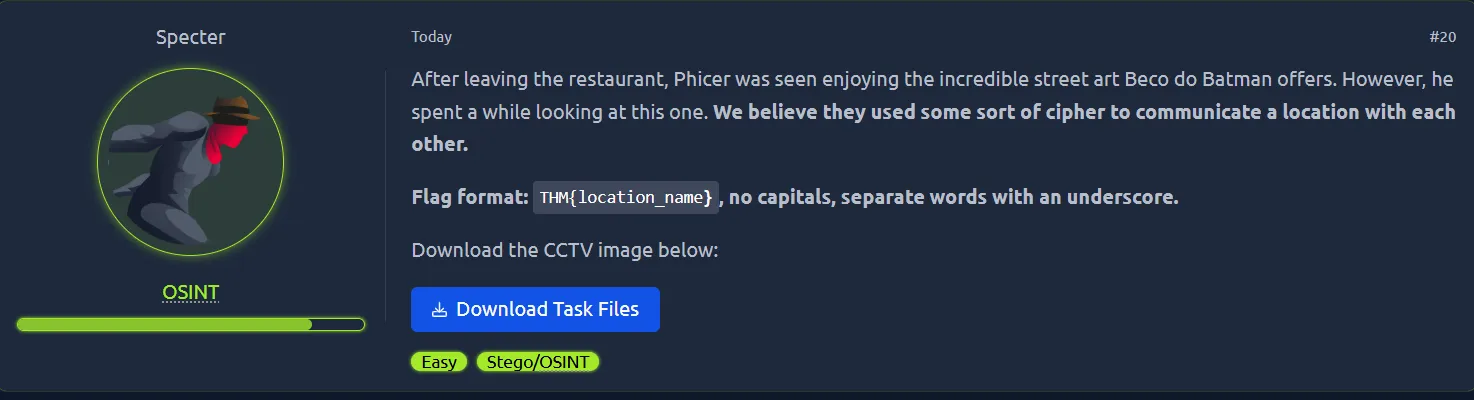 Specter
OSINT
Today
#20
After leaving the restaurant, Phicer was seen enjoying the incredible street art Beco do Batman offers. However, he
spent a while looking at this one. We believe they used some sort of cipher to communicate a location with each
other.
Flag format: THM{location_name}, no capitals, separate words with an underscore.
Download the CCTV image below:
Download Task Files
Easy
Stego/OSINT